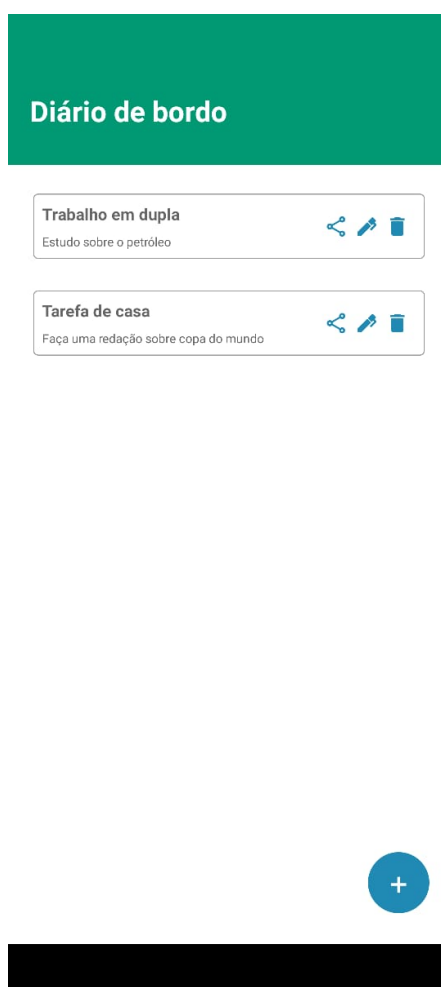 Diário de bordo
Trabalho em dupla
Estudo sobre o petróleo
Tarefa de casa
Faça uma redação sobre copa do mundo
+